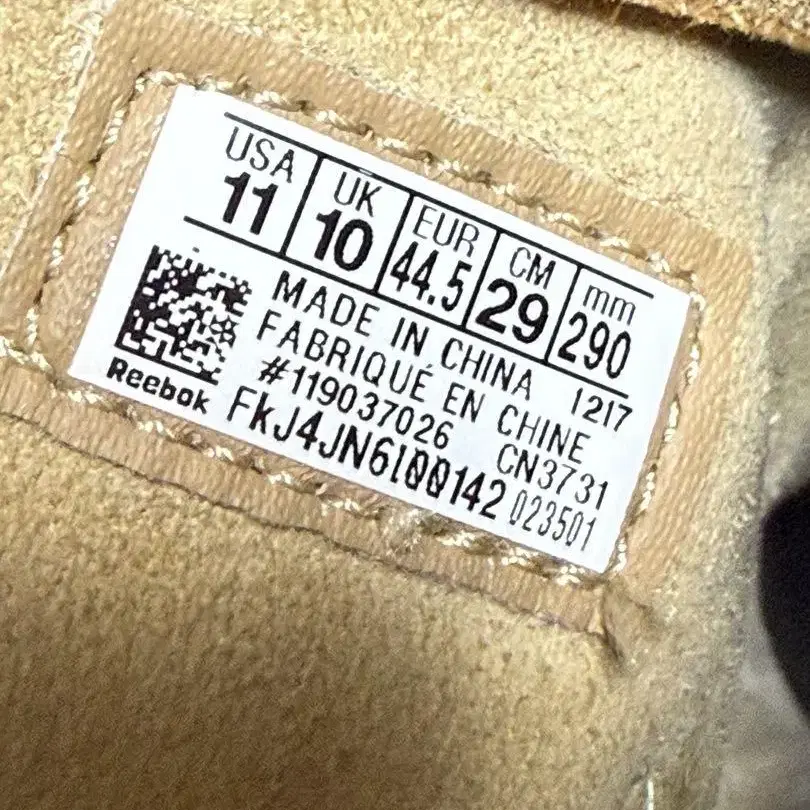 USA UK EUR CM mm
11 10 44.5 29 290
MADE IN CHINA 1217
FABRIQUÉ EN CHINE
#119037026 CN3731
Reebok FKJ4JN6L00142 023501